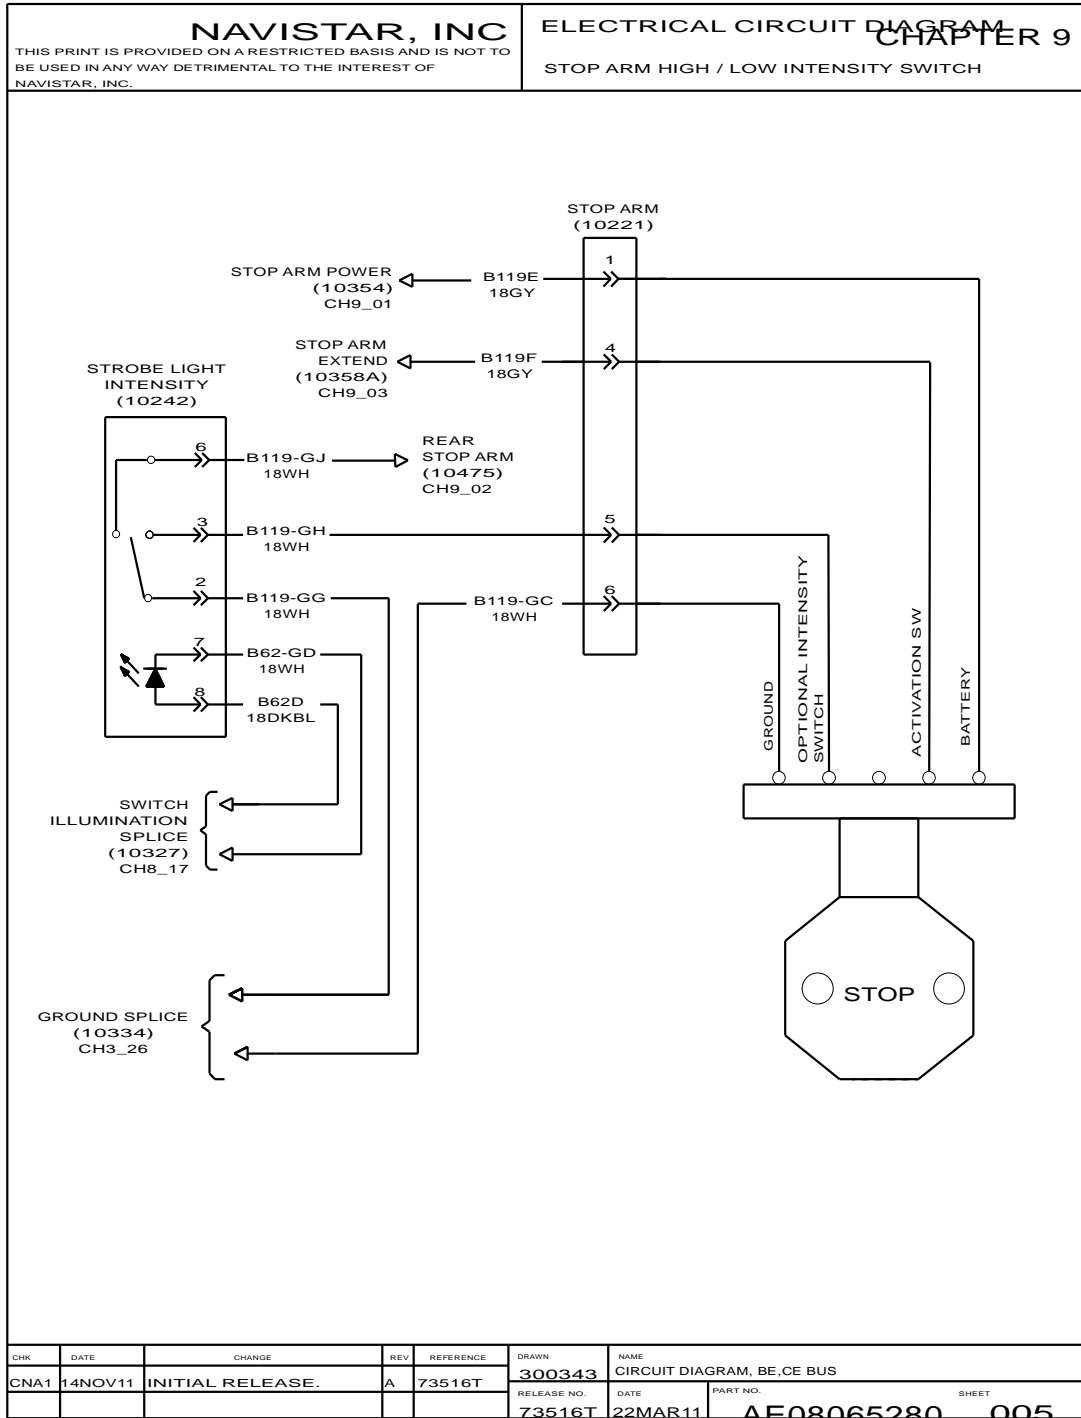 NAVISTAR, INC
THIS PRINT IS PROVIDED ON A RESTRICTED BASIS AND IS NOT TO
BE USED IN ANY WAY DETRIMENTAL TO THE INTEREST OF
NAVISTAR, INC.
ELECTRICAL CIRCUIT DIAGRAM
CHAPTER 9
STOP ARM HIGH / LOW INTENSITY SWITCH
STOP ARM
(10221)
1
STOP ARM POWER
(10354)
CH9_01
B119E
18GY
4
STOP ARM
EXTEND
(10358A)
CH9_03
B119F
18GY
STROBE LIGHT
INTENSITY
(10242)
6
B119-GJ
18WH
REAR
STOP ARM
(10475)
CH9_02
3
B119-GH
18WH
5
2
B119-GG
18WH
B119-GC
18WH
6
7
B62-GD
18WH
8
B62D
18DKBL
GROUND
OPTIONAL INTENSITY
SWITCH
ACTIVATION SW
BATTERY
SWITCH
ILLUMINATION
SPLICE
(10327)
CH8_17
STOP
GROUND SPLICE
(10334)
CH3_26
CHK DATE CHANGE REV REFERENCE
CNA1 14NOV11 INITIAL RELEASE. A 73516T
DRAWN
300343
NAME
CIRCUIT DIAGRAM, BE,CE BUS
RELEASE NO.
73516T
DATE
22MAR11
PART NO.
AE08065280
SHEET
005